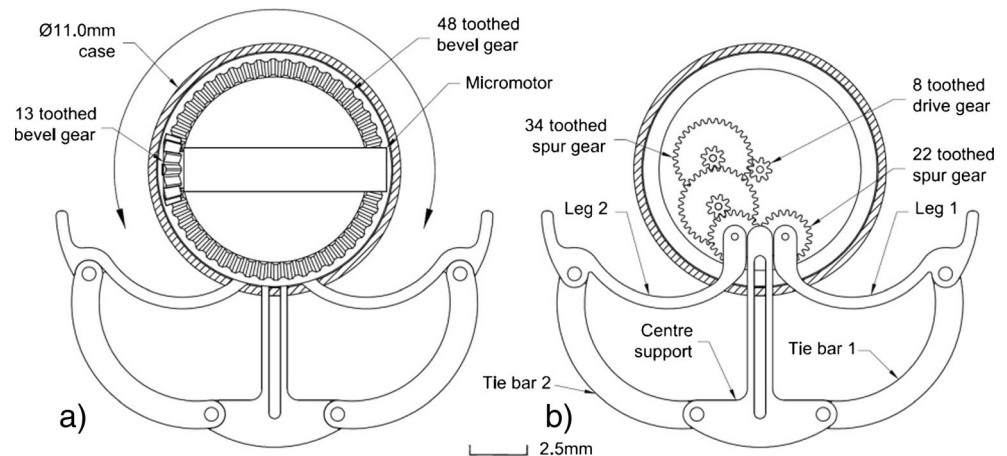 Ø11.0mm
case
48 toothed
bevel gear
Micromotor
13 toothed
bevel gear
a)
8 toothed
drive gear
34 toothed
spur gear
22 toothed
spur gear
Leg 2
Leg 1
Centre
support
Tie bar 1
Tie bar 2
b)
2.5mm